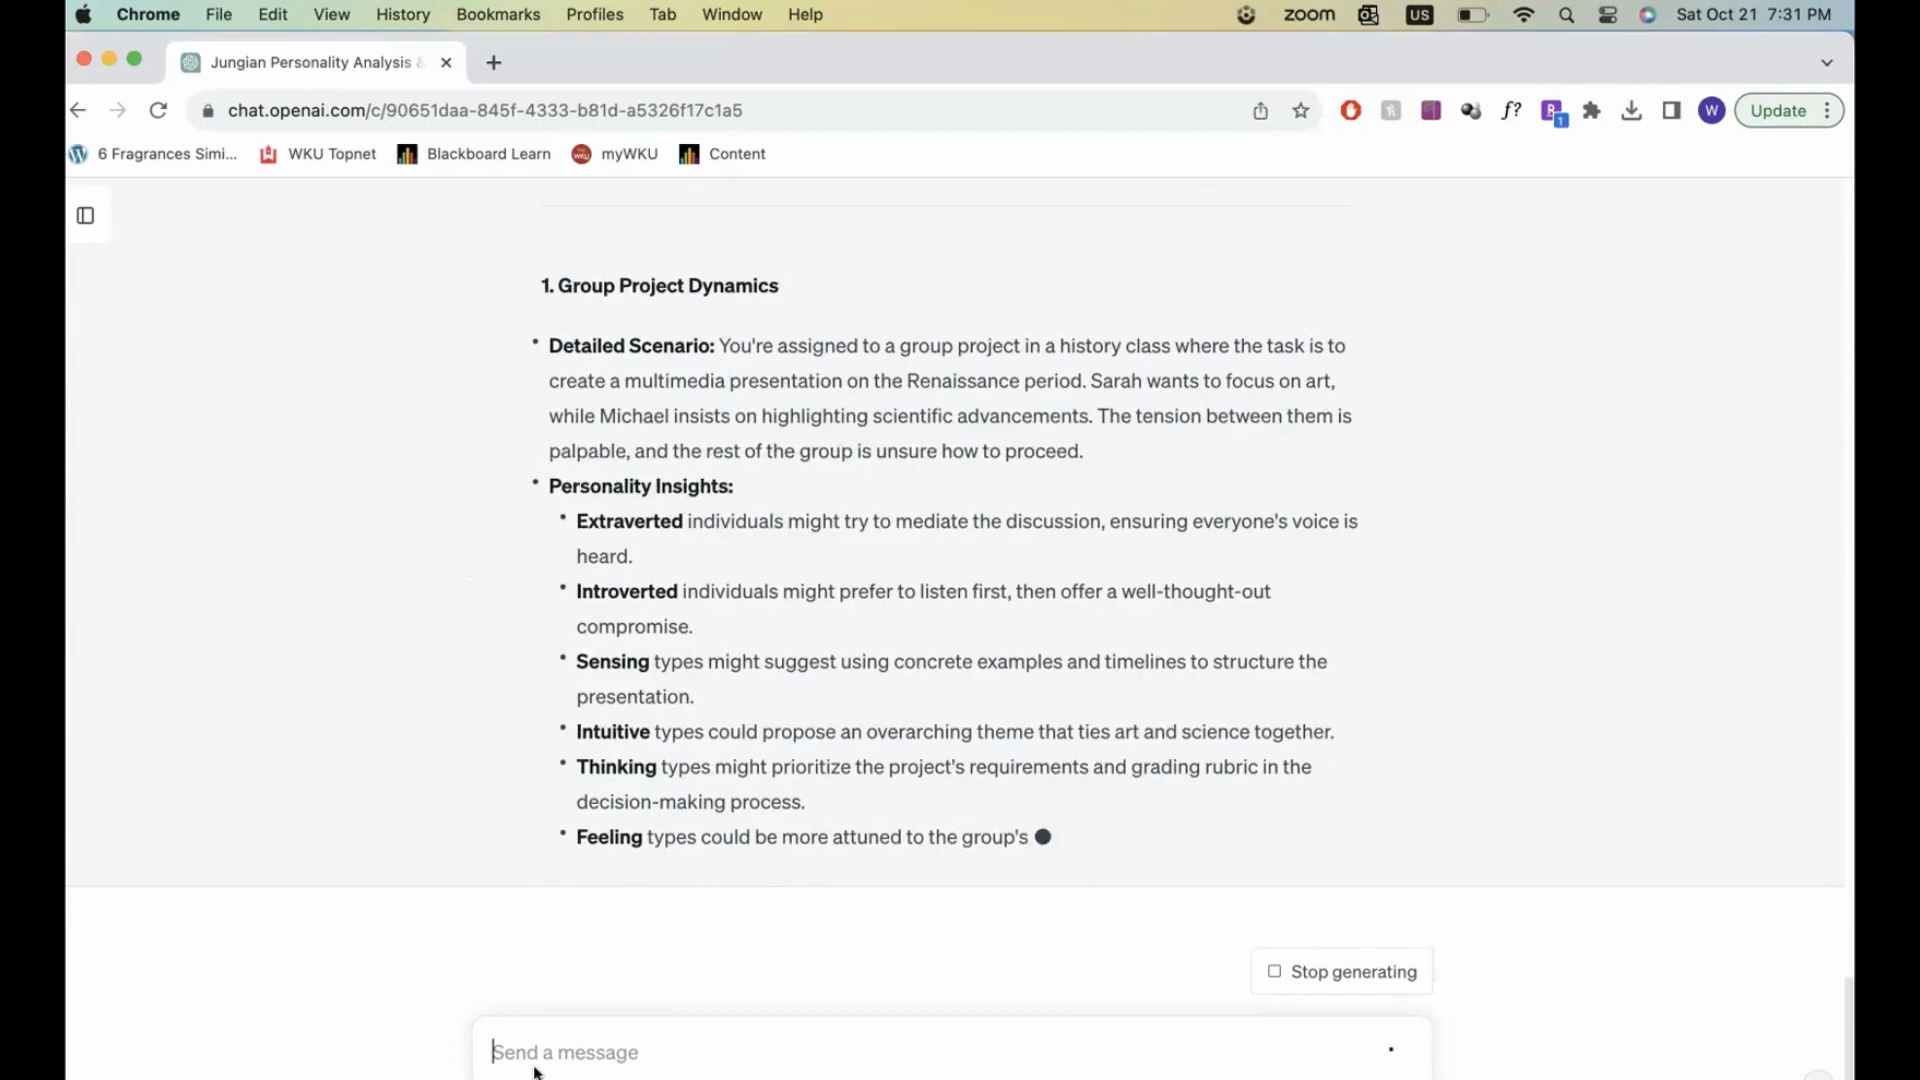 Chrome File Edit View History Bookmarks Profiles Tab Window Help zoom US Sat Oct 21 7:31 PM
Jungian Personality Analysis
chat.openai.com/c/90651daa-845f-4333-b81d-a5326f17c1a5 f? 1 W Update
6 Fragrances Simi... WKU Topnet Blackboard Learn myWKU Content
1. Group Project Dynamics
• Detailed Scenario: You're assigned to a group project in a history class where the task is to
create a multimedia presentation on the Renaissance period. Sarah wants to focus on art,
while Michael insists on highlighting scientific advancements. The tension between them is
palpable, and the rest of the group is unsure how to proceed.
• Personality Insights:
• Extraverted individuals might try to mediate the discussion, ensuring everyone's voice is
heard.
• Introverted individuals might prefer to listen first, then offer a well-thought-out
compromise.
• Sensing types might suggest using concrete examples and timelines to structure the
presentation.
• Intuitive types could propose an overarching theme that ties art and science together.
• Thinking types might prioritize the project's requirements and grading rubric in the
decision-making process.
• Feeling types could be more attuned to the group's
Stop generating
Send a message